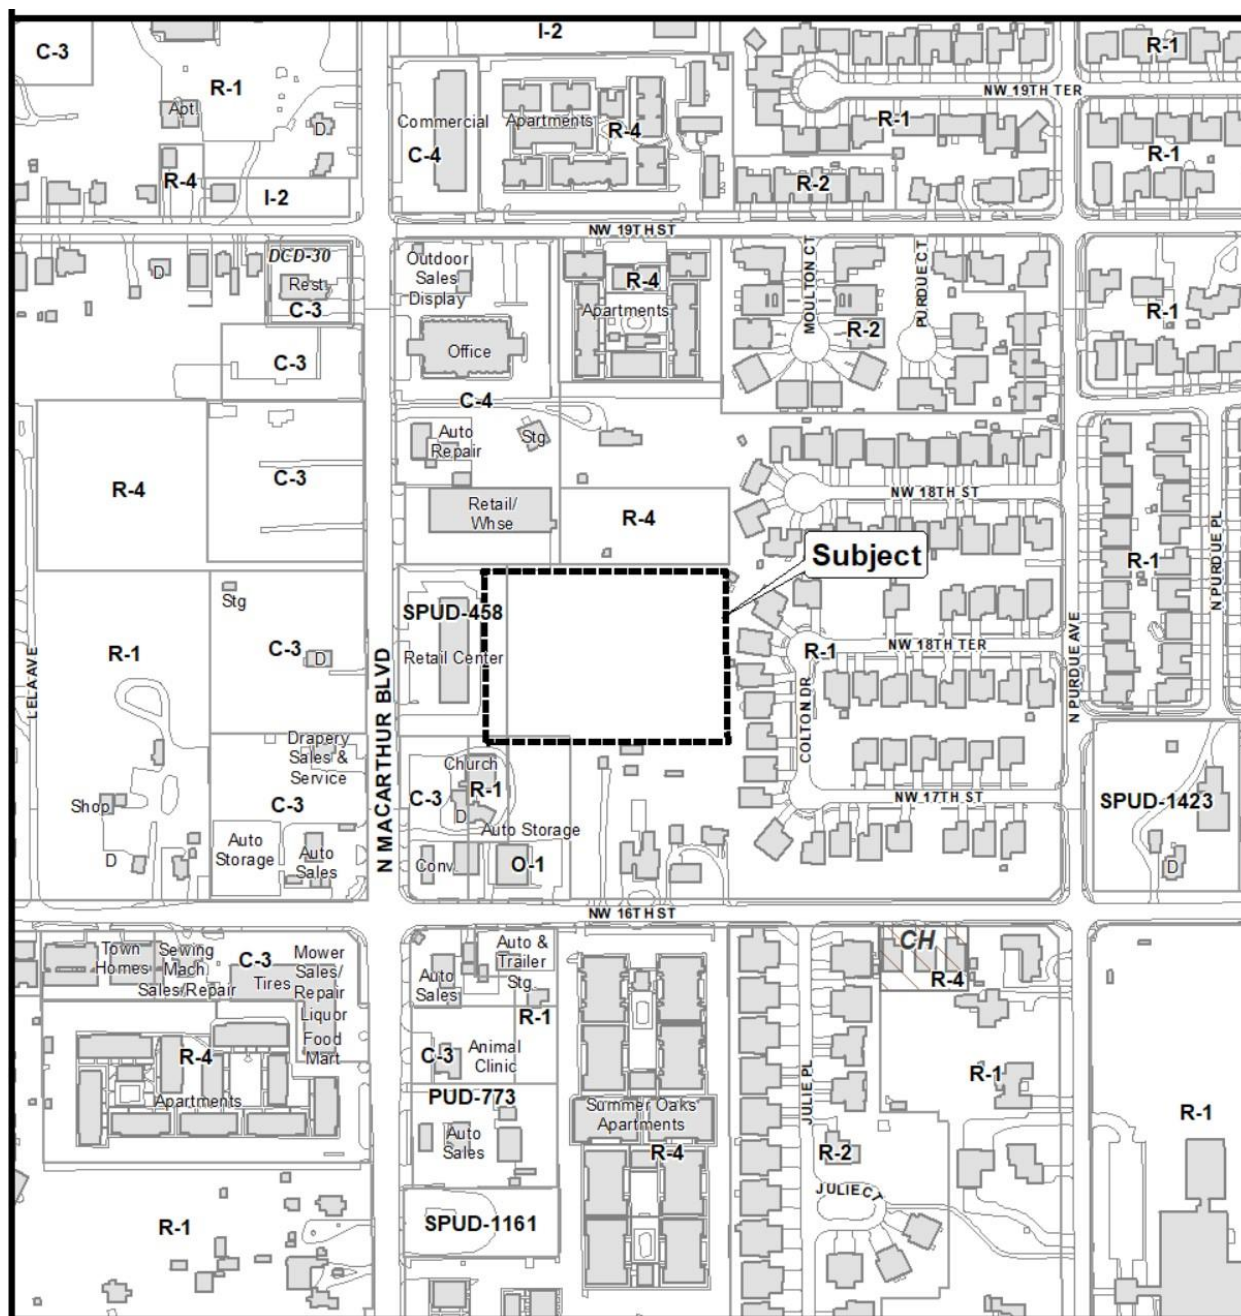 C-3
I-2
R-1
R-1
NW 19TH TER
Apt.
D
Commercial
Apartments
R-4
R-1
C-4
R-1
R-4
I-2
R-2
NW 19TH ST
DCD-30
D
Rest.
C-3
Outdoor
Sales
Display
R-4
Apartments
MOULTON CT
PURDUE CT
R-2
R-1
Office
C-3
C-4
Auto
Repair
Stg
R-4
C-3
Retail/
Whse
R-4
NW 18TH ST
Subject
R-1
N PURDUE PL
Stg
SPUD-458
R-1
C-3
D
Retail Center
R-1
NW 18TH TER
LELA AVE
N MACARTHUR BLVD
COLTON DR
N PURDUE AVE
Drapery
Sales &
Service
C-3
Church
C-3
R-1
D
NW 17TH ST
SPUD-1423
Shop
D
Auto
Storage
Auto
Sales
Auto Storage
Conv.
O-1
D
NW 16TH ST
Town
Homes
Sewing
Mach
Sales/Repair
C-3
Tires
Mower
Sales/
Repair
Liquor
Food
Mart
Auto &
Trailer
Stg.
Auto
Sales
R-1
CH
R-4
R-4
Apartments
C-3
Animal
Clinic
PUD-773
Auto
Sales
Summer Oaks
Apartments
R-4
JULIE PL
R-1
R-1
R-2
JULIE CT
R-1
SPUD-1161